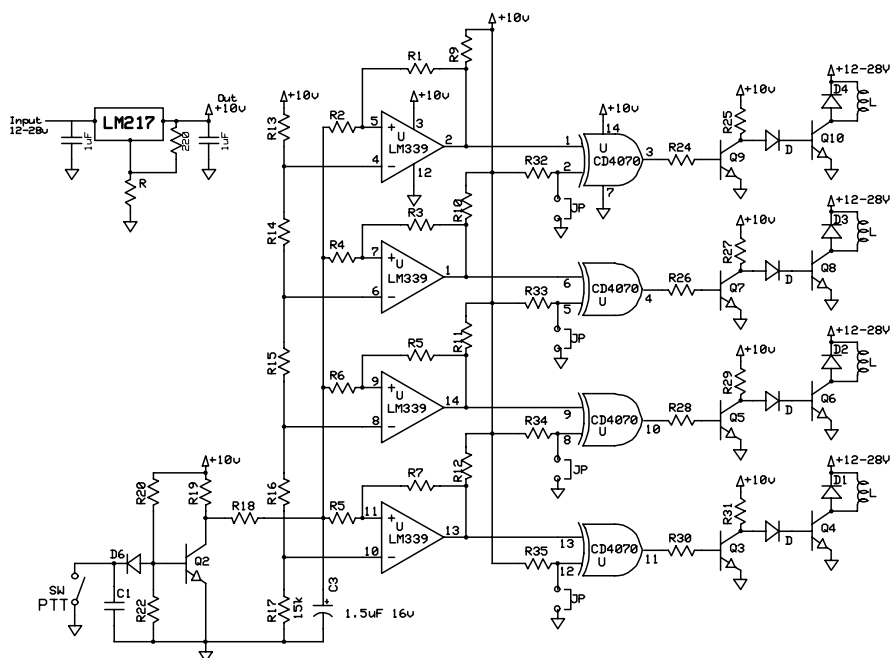 +10v
R9
R1
+12-28V
D4
L
Input
12-28v
LM217
Out
+10v
1uF
220
1uF
R
+10v
R13
R2
+10v
5
+
U
3
LM339
2
4
-
12
+10v
14
1
U
CD4070
3
2
7
R32
JP
R24
+10v
R25
Q9
D
Q10
R14
R3
R10
R4
7
+
U
LM339
1
6
-
6
CD4070
4
5
U
R33
JP
R26
+10v
R27
Q7
D
Q8
+12-28V
D3
L
R15
R5
R11
R6
9
+
U
LM339
14
8
-
9
CD4070
10
8
U
R34
JP
R28
+10v
R29
Q5
D
Q6
+12-28V
D2
L
+10v
R20
R19
R18
R16
R7
R12
R5
11
+
U
LM339
13
10
-
13
CD4070
11
12
U
R35
JP
R30
+10v
R31
Q3
D
Q4
+12-28V
D1
L
D6
Q2
SW
PTT
C1
R22
R17
15k
C3
+
1.5uF 16v